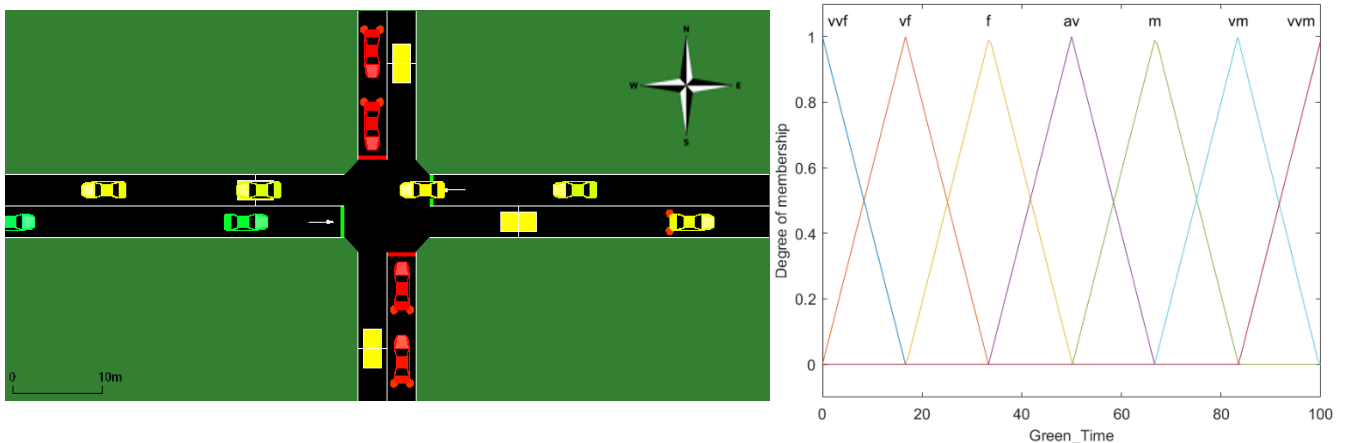 N
W E
S
0 10m
vvf vf f av m vm vvm
1
0.8
0.6
0.4
0.2
0
Degree of membership
0 20 40 60 80 100
Green_Time